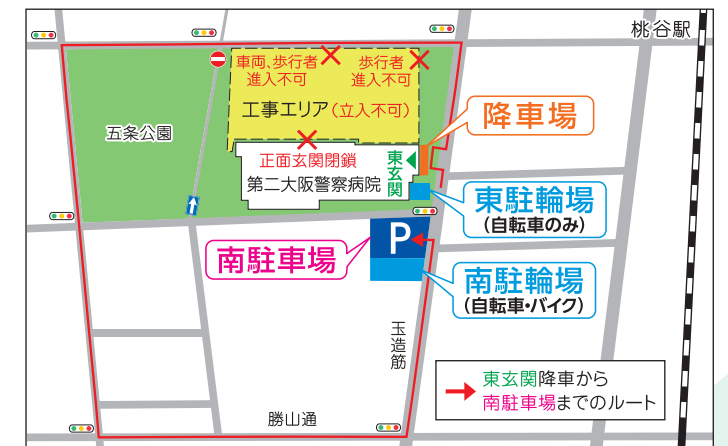 桃谷駅
車両、歩行者
進入不可
歩行者
進入不可
工事エリア(立入不可)
降車場
五条公園
正面玄関閉鎖
第二大阪警察病院
東玄関
東駐輪場
(自転車のみ)
P
南駐車場
南駐輪場
(自転車・バイク)
玉造筋
東玄関降車から
南駐車場までのルート
勝山通